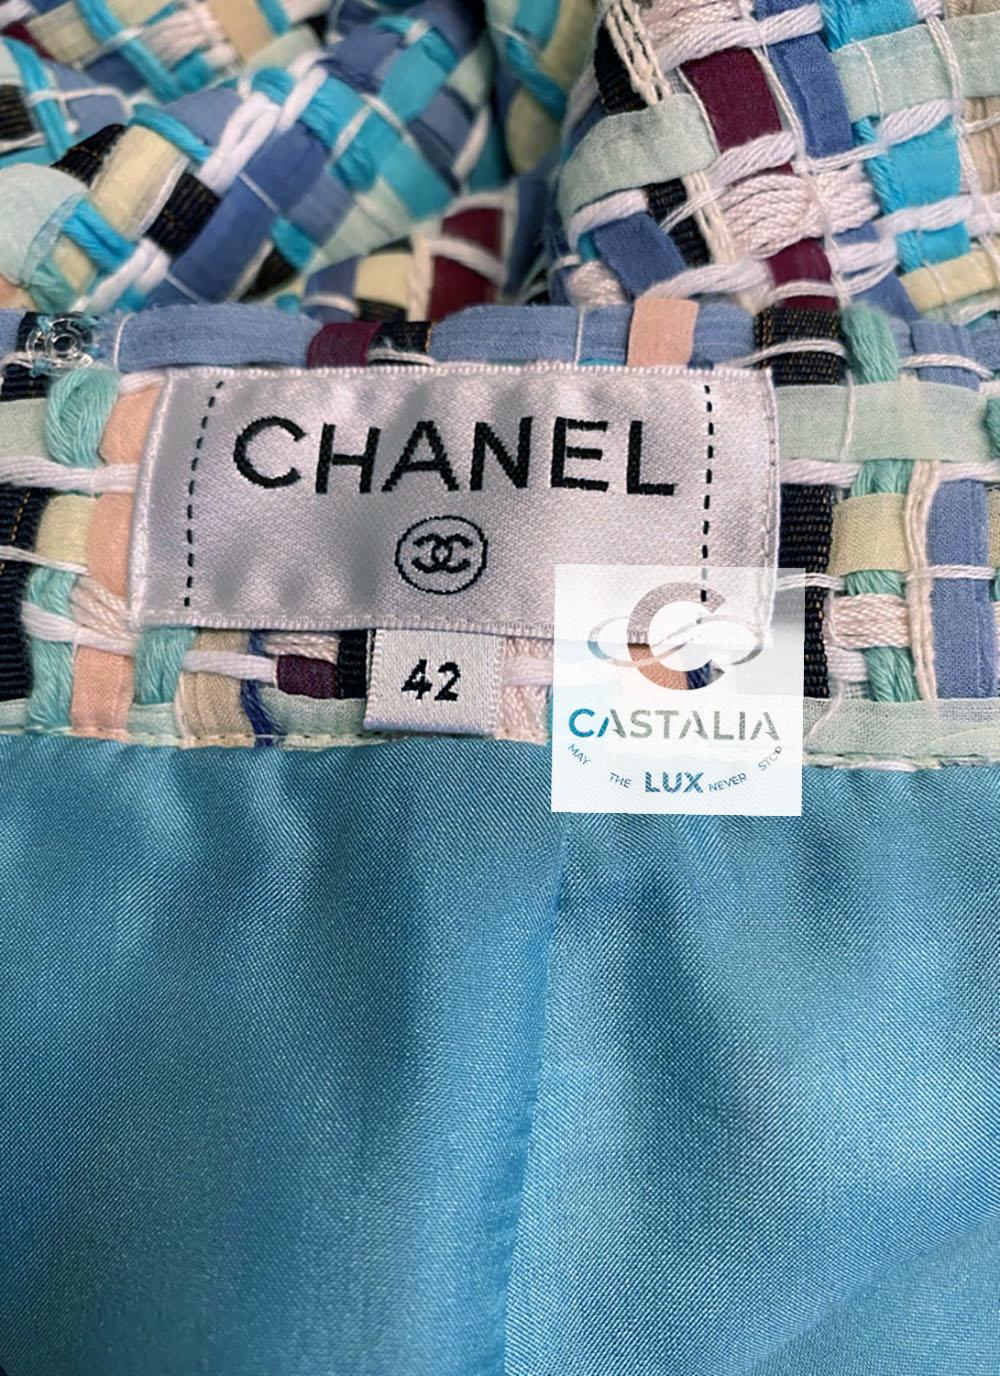 CHANEL
42
CASTALIA
MAY THE LUX NEVER STOP